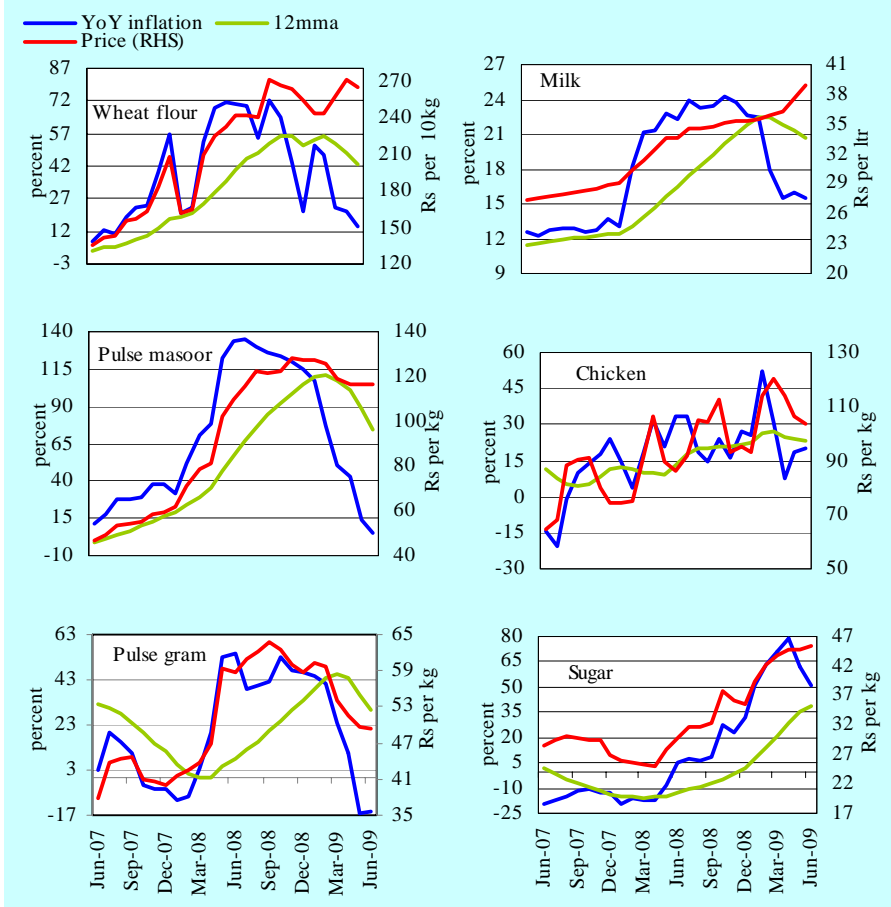 YoY inflation 12mma
Price (RHS)
Wheat flour
percent
87
72
57
42
27
12
-3
270
240
210
180
150
120
Rs per 10kg
Milk
percent
27
24
21
18
15
12
9
41
38
35
32
29
26
23
20
Rs per ltr
Pulse masoor
percent
140
115
90
65
40
15
-10
140
120
100
80
60
40
Rs per kg
Chicken
percent
60
45
30
15
0
-15
-30
130
110
90
70
50
Rs per kg
Pulse gram
percent
63
43
23
3
-17
65
59
53
47
41
35
Rs per kg
Jun-07
Sep-07
Dec-07
Mar-08
Jun-08
Sep-08
Dec-08
Mar-09
Jun-09
Sugar
percent
80
65
50
35
20
5
-10
-25
47
42
37
32
27
22
17
Rs per kg
Jun-07
Sep-07
Dec-07
Mar-08
Jun-08
Sep-08
Dec-08
Mar-09
Jun-09